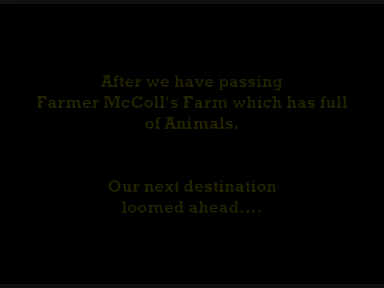 After we have passing
Farmer McColl's Farm which has full
of Animals.
Our next destination
loomed ahead....